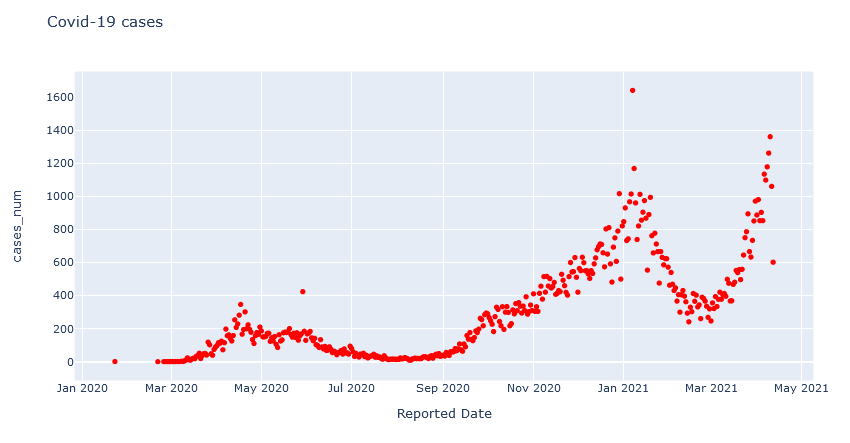 Covid-19 cases
1600
1400
1200
1000
800
600
400
200
0
cases_num
Jan 2020 Mar 2020 May 2020 Jul 2020 Sep 2020 Nov 2020 Jan 2021 Mar 2021 May 2021
Reported Date